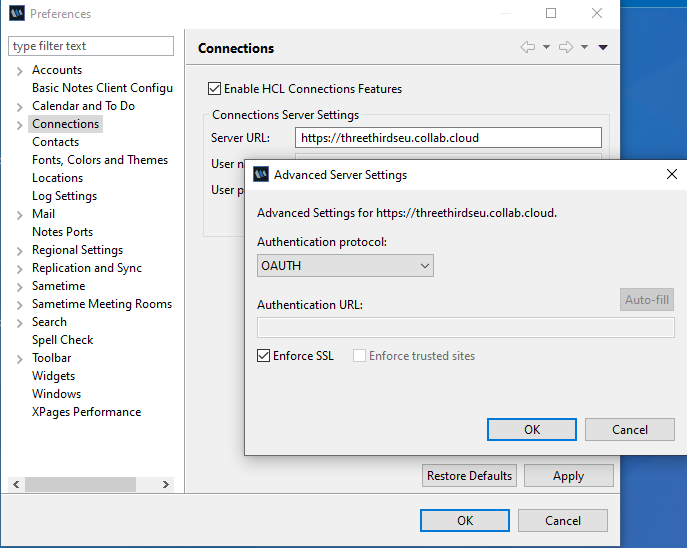 Preferences
type filter text
Accounts
Basic Notes Client Configu
Calendar and To Do
Connections
Contacts
Fonts, Colors and Themes
Locations
Log Settings
Mail
Notes Ports
Regional Settings
Replication and Sync
Sametime
Sametime Meeting Rooms
Search
Spell Check
Toolbar
Widgets
Windows
XPages Performance
Connections
Enable HCL Connections Features
Connections Server Settings
Server URL: https://threethirdseu.collab.cloud
User n
User p
Advanced Server Settings
Advanced Settings for https://threethirdseu.collab.cloud.
Authentication protocol:
OAUTH
Authentication URL:
Auto-fill
Enforce SSL Enforce trusted sites
OK Cancel
Restore Defaults Apply
OK Cancel